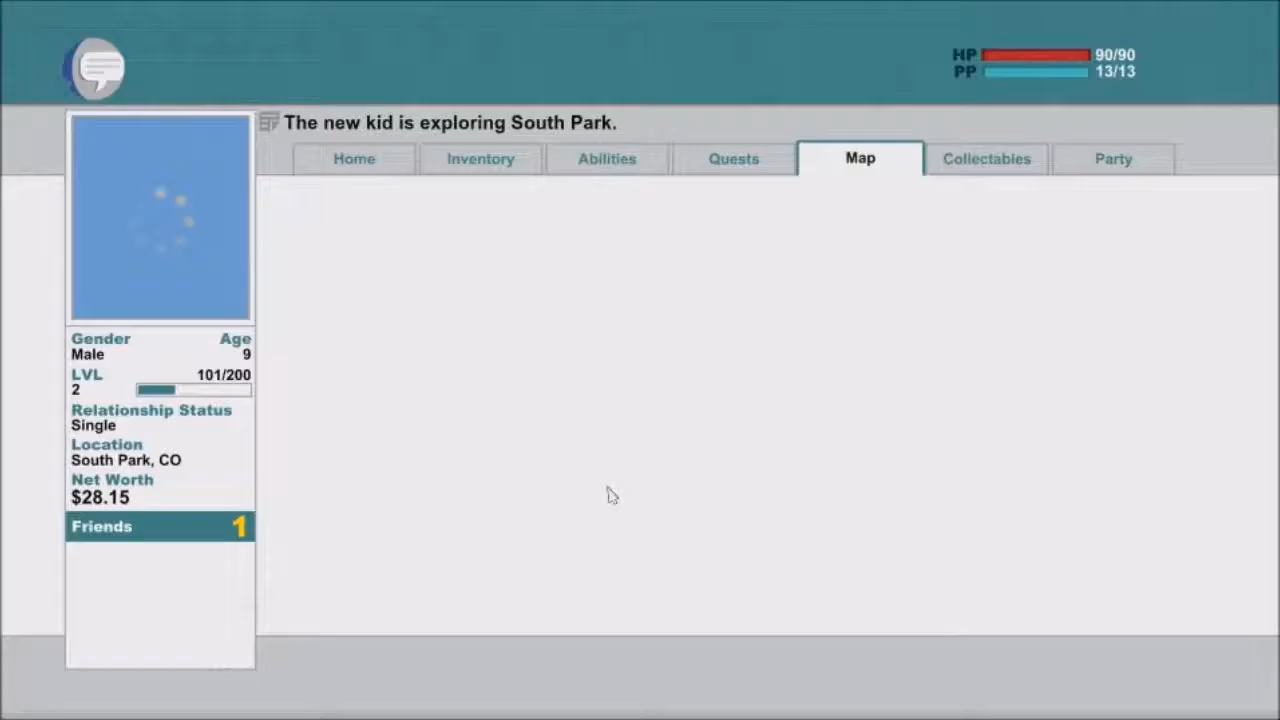 HP 90/90
PP 13/13
The new kid is exploring South Park.
Home Inventory Abilities Quests Map Collectables Party
Gender Age
Male 9
LVL 101/200
2
Relationship Status
Single
Location
South Park, CO
Net Worth
$28.15
Friends 1